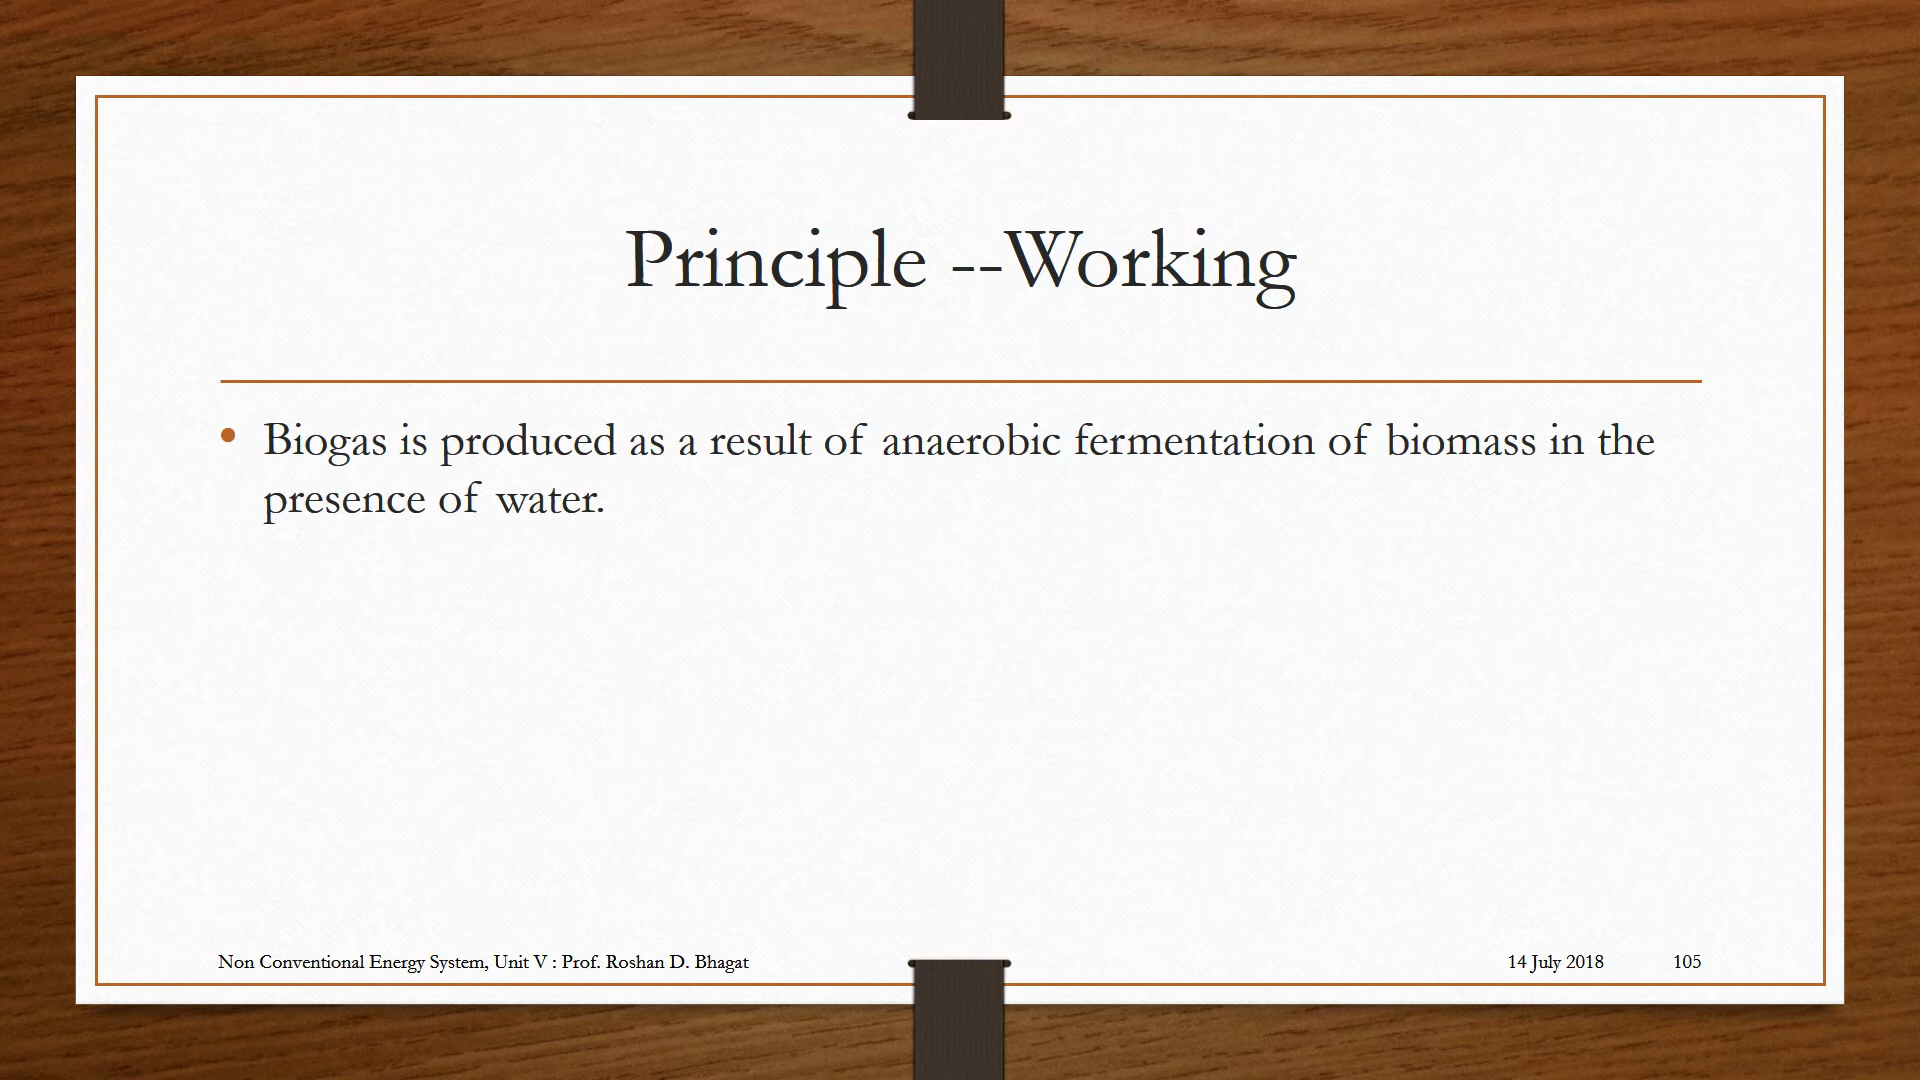 Principle --Working
• Biogas is produced as a result of anaerobic fermentation of biomass in the
presence of water.
Non Conventional Energy System, Unit V : Prof. Roshan D. Bhagat
14 July 2018
105